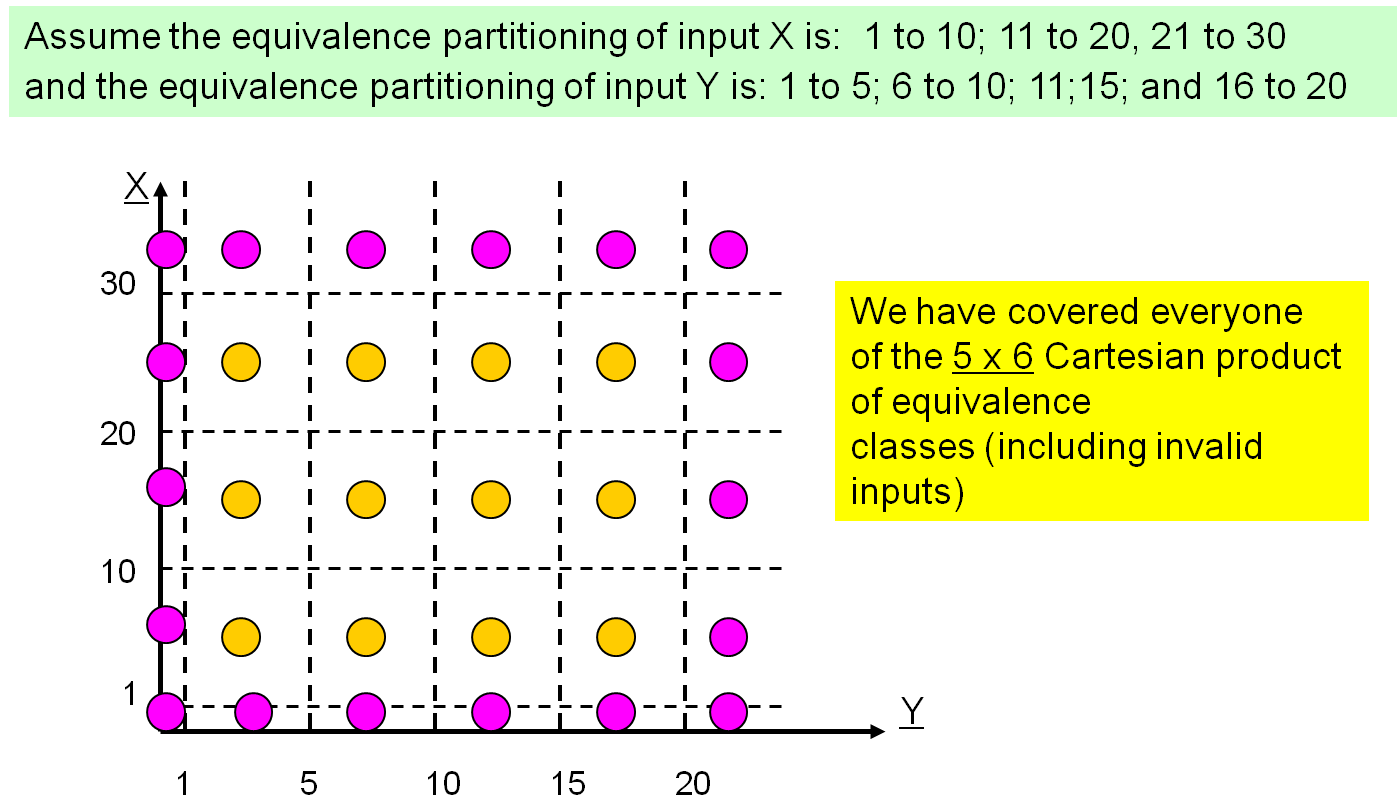 Assume the equivalence partitioning of input X is:  1 to 10; 11 to 20, 21 to 30
and the equivalence partitioning of input Y is: 1 to 5; 6 to 10; 11;15; and 16 to 20
X
30
20
10
1
Y
1 5 10 15 20
We have covered everyone
of the 5 x 6 Cartesian product
of equivalence
classes (including invalid
inputs)